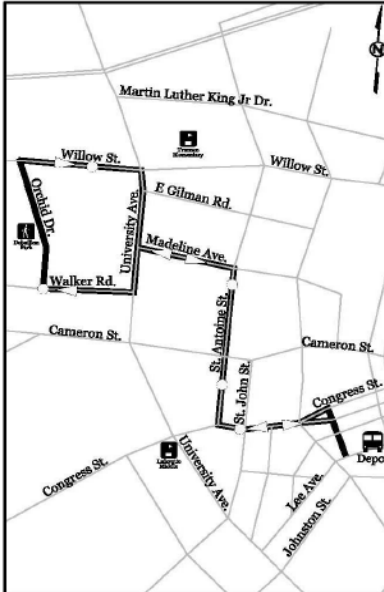 N
Martin Luther King Jr Dr.
Willow St.
Willow St.
Orchid Dr.
E Gilman Rd.
University Ave.
Madeline Ave.
Walker Rd.
St. Antoine St.
Cameron St.
Cameron St.
St. John St.
Congress St.
Congress St.
University Ave.
Lee Ave.
Johnston St.
Depo